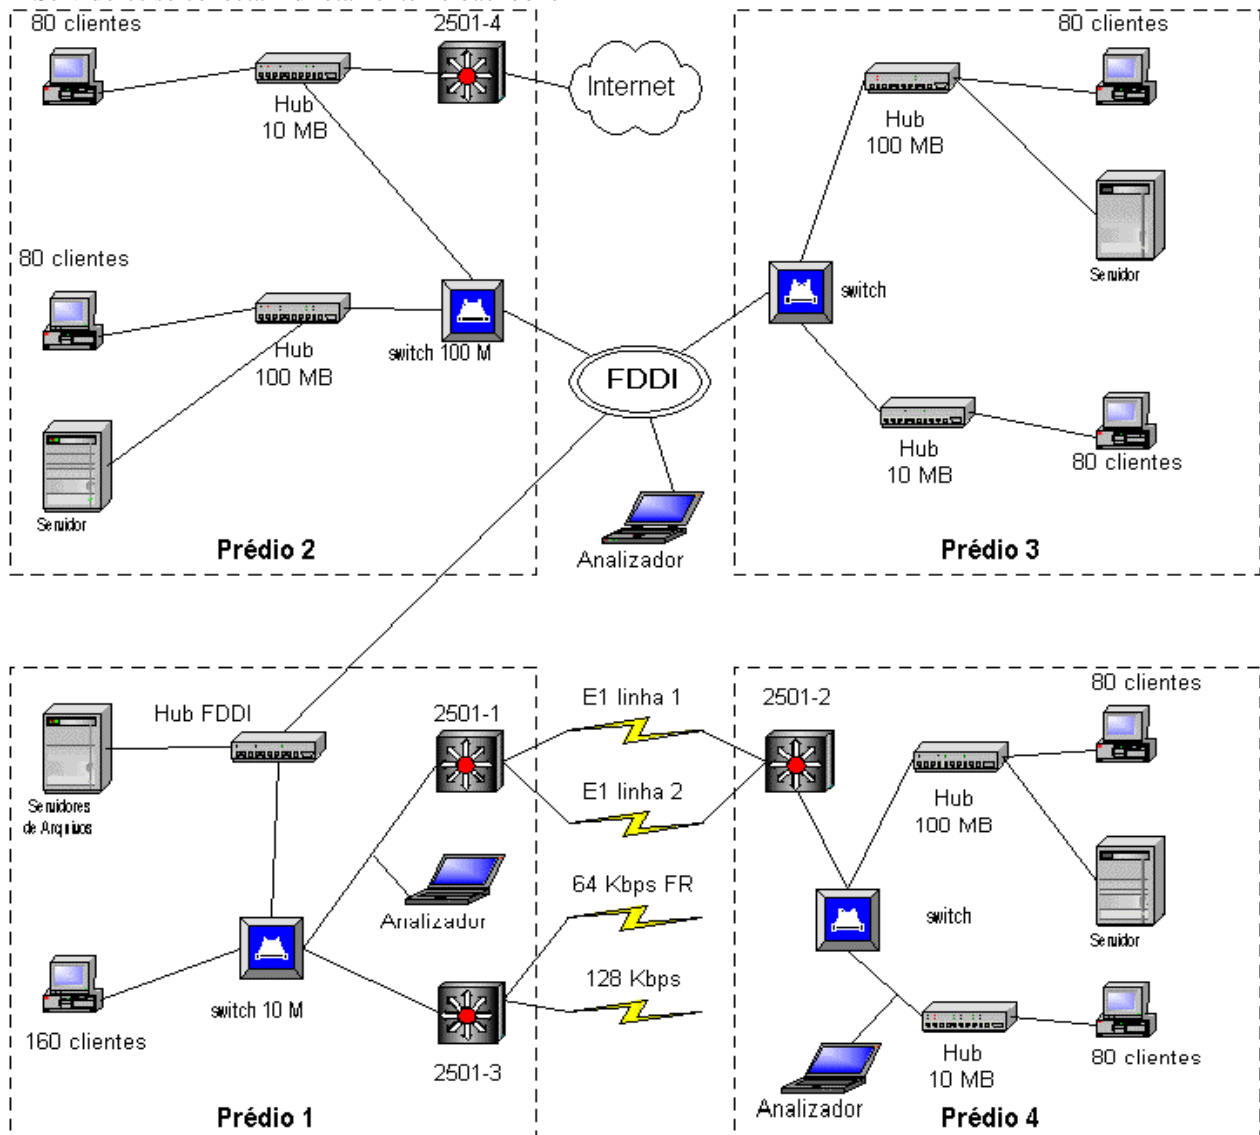 80 clientes
2501-4
Internet
Hub
10 MB
80 clientes
Hub
100 MB
switch 100 M
Servidor
Prédio 2
FDDI
Analizador
80 clientes
Hub
100 MB
Servidor
switch
Hub
10 MB
80 clientes
Prédio 3
Hub FDDI
Servidores
de Arquivos
2501-1
Analizador
switch 10 M
160 clientes
2501-3
Prédio 1
E1 linha 1
E1 linha 2
64 Kbps FR
128 Kbps
2501-2
80 clientes
Hub
100 MB
Servidor
switch
Hub
10 MB
80 clientes
Analizador
Prédio 4